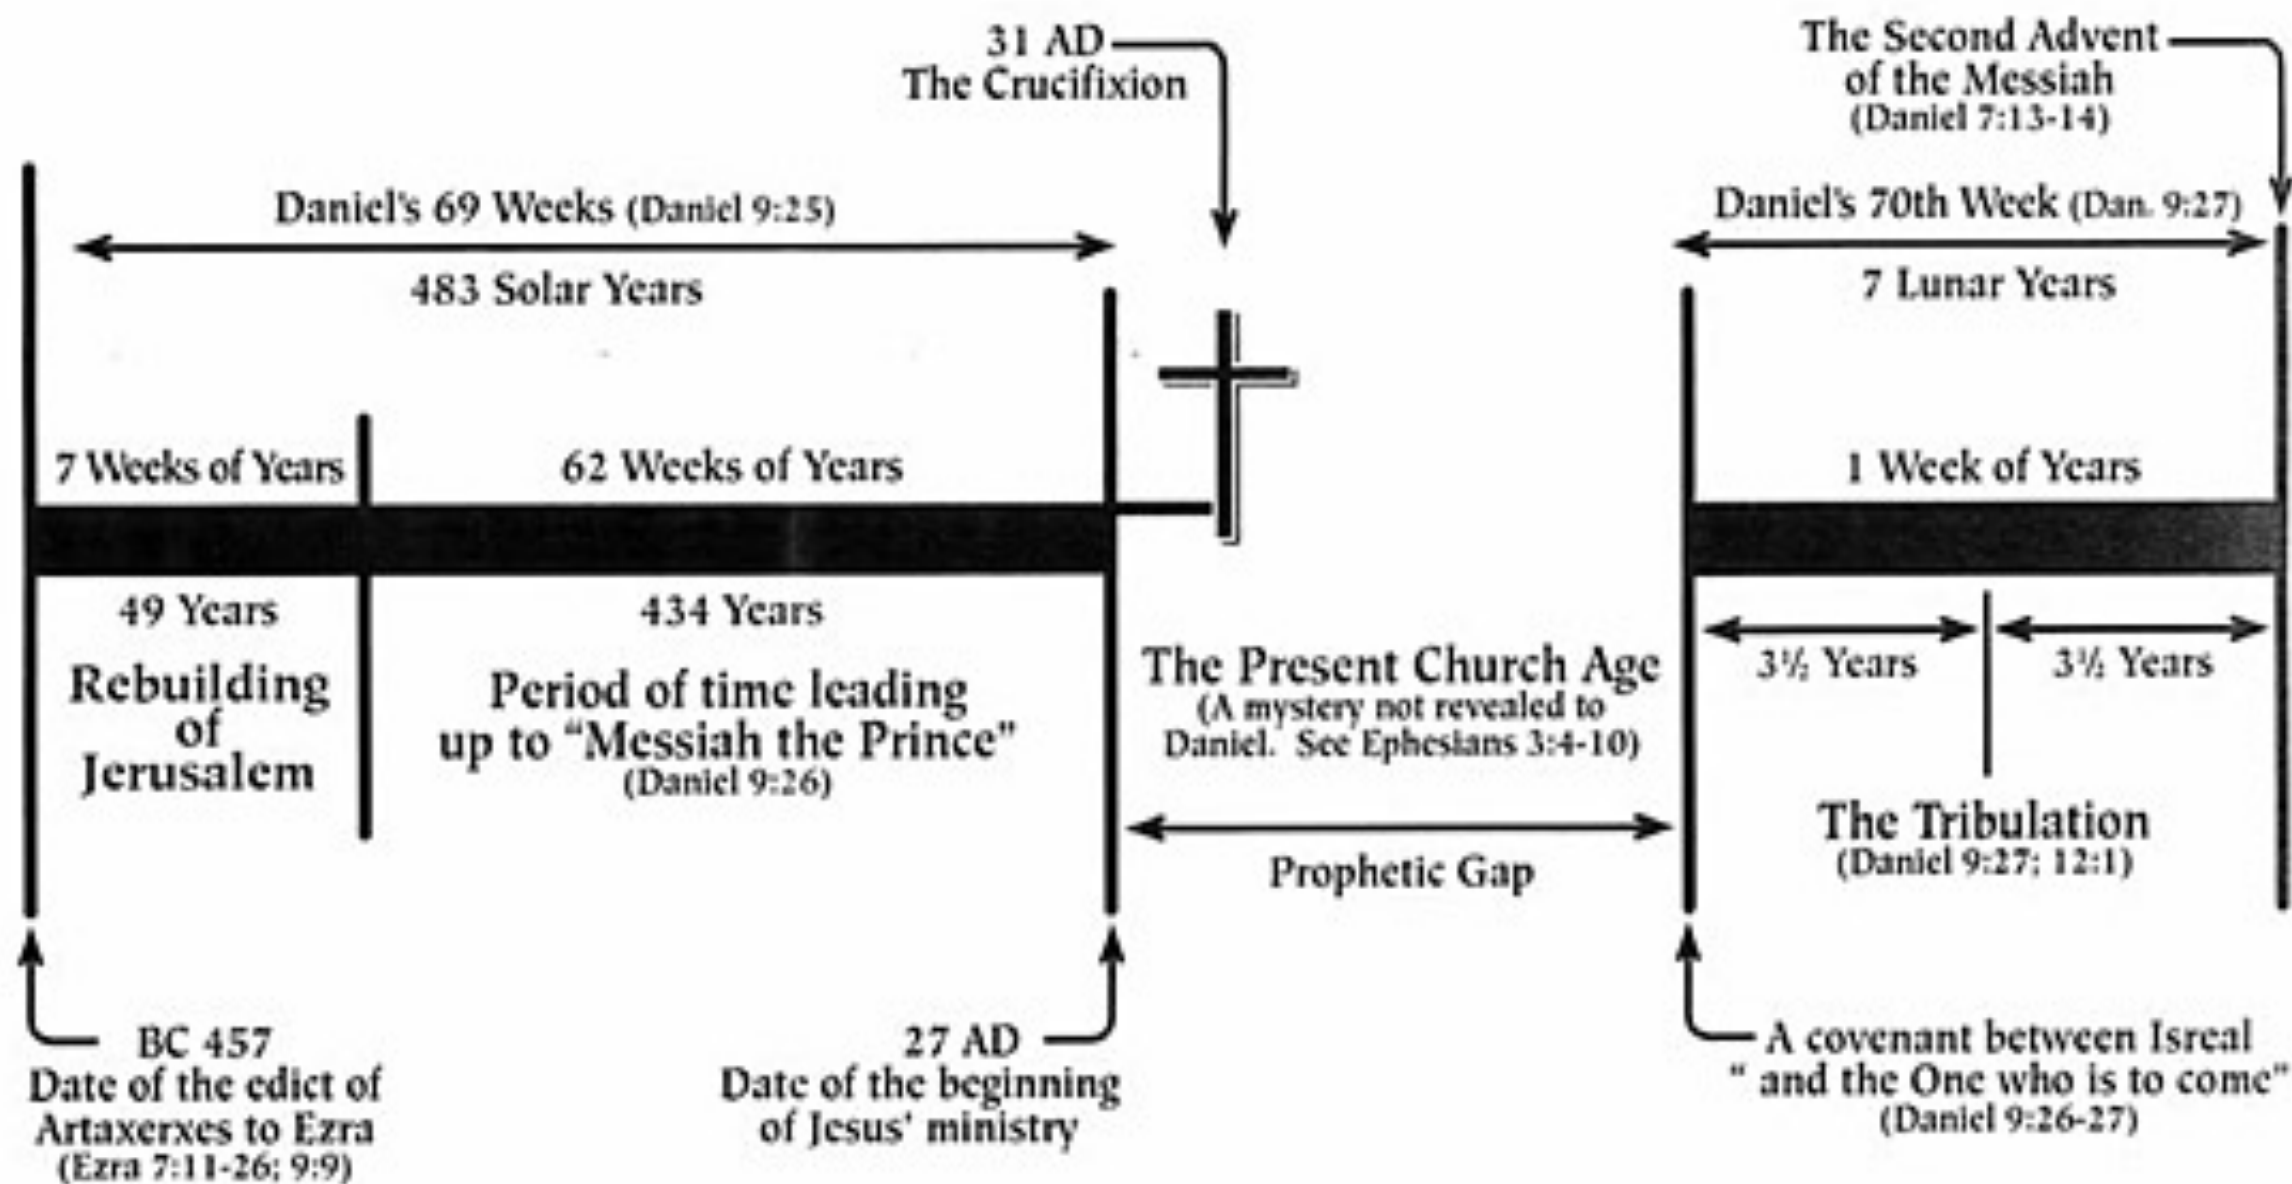 31 AD
The Crucifixion
The Second Advent
of the Messiah
(Daniel 7:13-14)
Daniel's 69 Weeks (Daniel 9:25)
483 Solar Years
Daniel's 70th Week (Dan. 9:27)
7 Lunar Years
7 Weeks of Years
62 Weeks of Years
1 Week of Years
49 Years
Rebuilding
of
Jerusalem
434 Years
Period of time leading
up to "Messiah the Prince"
(Daniel 9:26)
The Present Church Age
(A mystery not revealed to
Daniel. See Ephesians 3:4-10)
Prophetic Gap
3½ Years
3½ Years
The Tribulation
(Daniel 9:27; 12:1)
BC 457
Date of the edict of
Artaxerxes to Ezra
(Ezra 7:11-26; 9:9)
27 AD
Date of the beginning
of Jesus' ministry
A covenant between Isreal
" and the One who is to come"
(Daniel 9:26-27)